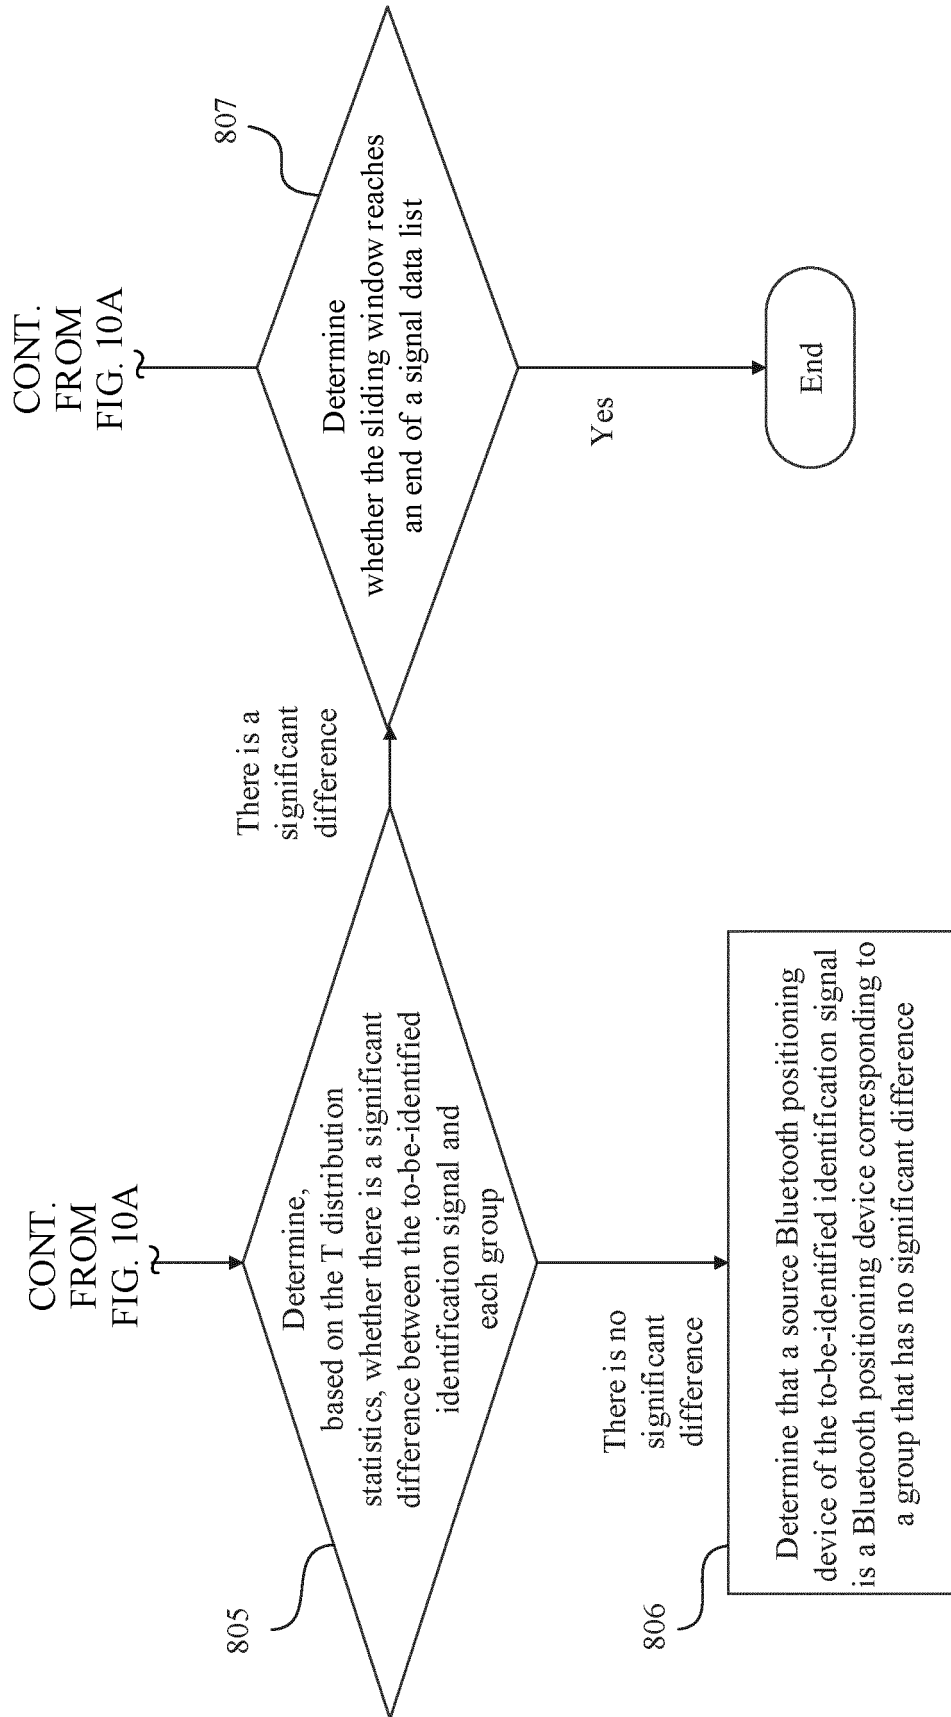 CONT.
FROM
FIG. 10A
805
Determine,
based on the T distribution
statistics, whether there is a significant
difference between the to-be-identified
identification signal and
each group
There is a
significant
difference
There is no
significant
difference
806
Determine that a source Bluetooth positioning
device of the to-be-identified identification signal
is a Bluetooth positioning device corresponding to
a group that has no significant difference
CONT.
FROM
FIG. 10A
807
Determine
whether the sliding window reaches
an end of a signal data list
Yes
End